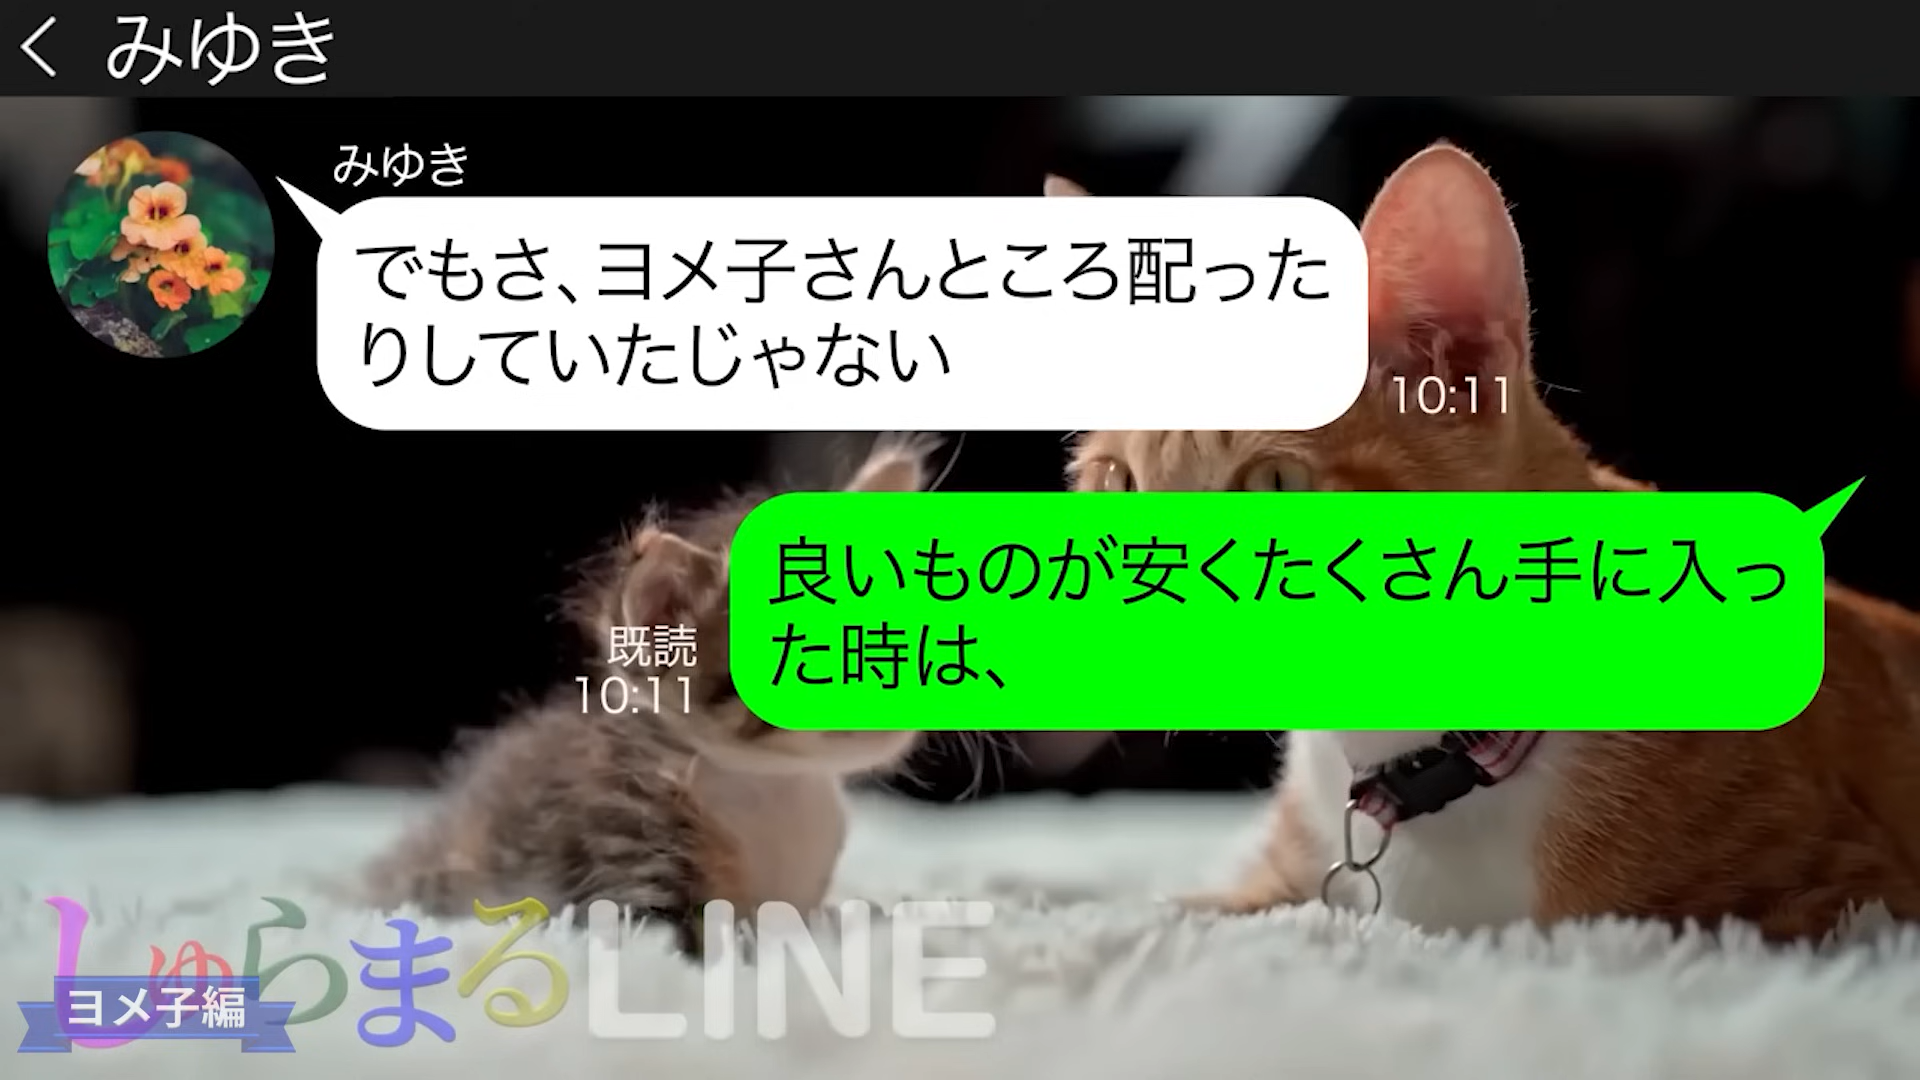 みゆき
みゆき
でもさ、ヨメ子さんところ配った
りしていたじゃない
10:11
良いものが安くたくさん手に入っ
た時は、
既読
10:11
しゅらまるLINE
ヨメ子編